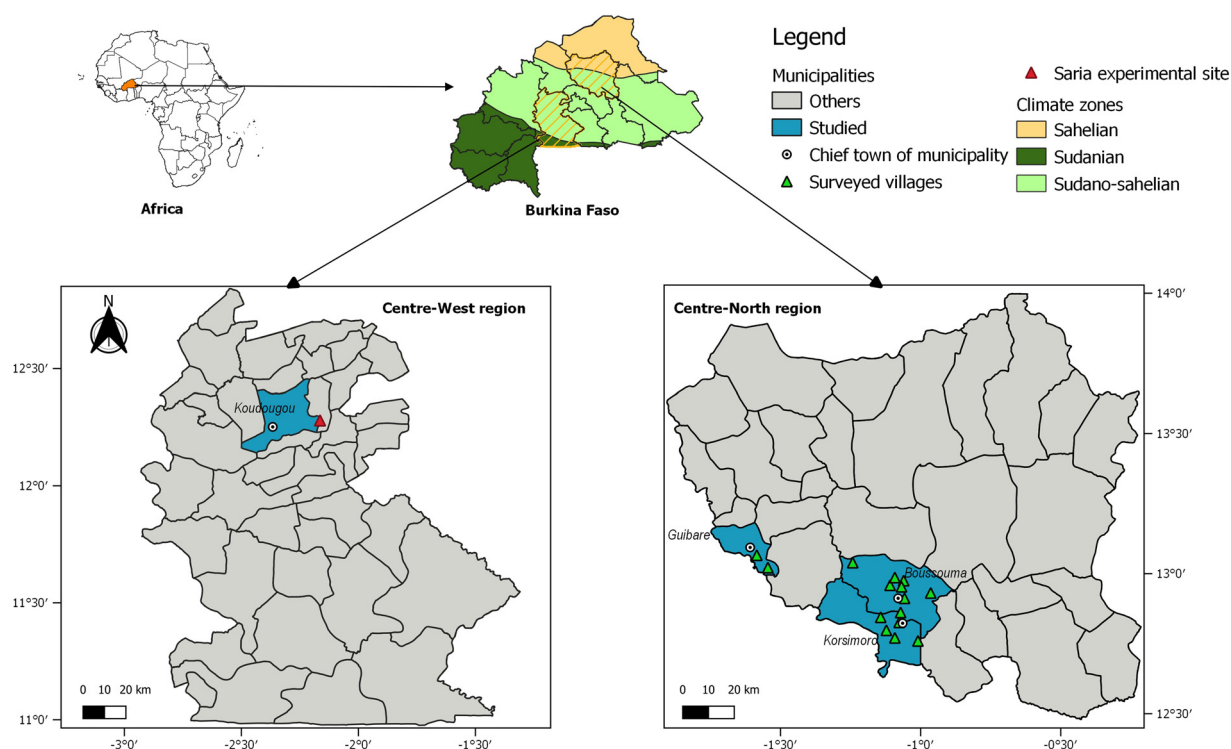 Legend
Municipalities
Others
Studied
Chief town of municipality
Surveyed villages
Saria experimental site
Climate zones
Sahelian
Sudanian
Sudano-sahelian
Africa
Burkina Faso
N
Centre-West region
Koudougou
12°30′
12°0′
11°30′
11°0′
0 10 20 km
-3°0′ -2°30′ -2°0′ -1°30′
Centre-North region
Guibare
Boussouma
Korsimoro
14°0′
13°30′
13°0′
12°30′
0 10 20 km
-1°30′ -1°0′ -0°30′